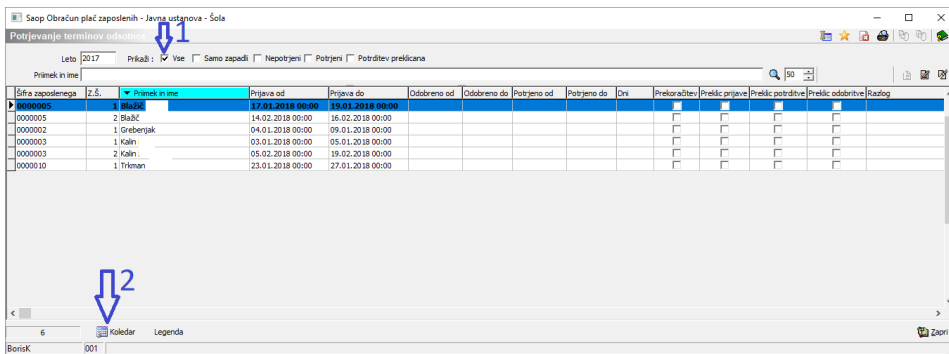 Saop Obračun plač zaposlenih - Javna ustanova - Šola
Potrjevanje terminov odsotnos
1
Leto 2017 Prikaži : Vse Samo zapadli Nepotrjeni Potrjeni Potrditev preklicana
Priimek in ime 50
Šifra zaposlenega Z.Š. Priimek in ime Prijava od Prijava do Odobreno od Odobreno do Potrjeno od Potrjeno do Dni Prekoračitev Preklic prijave Preklic potrditve Preklic odobritve Razlog
0000005 1 Blažič 17.01.2018 00:00 19.01.2018 00:00
0000005 2 Blažič 14.02.2018 00:00 16.02.2018 00:00
0000002 1 Grebenjak 04.01.2018 00:00 09.01.2018 00:00
0000003 1 Kalin 03.01.2018 00:00 05.01.2018 00:00
0000003 2 Kalin 05.02.2018 00:00 19.02.2018 00:00
0000010 1 Trkman 23.01.2018 00:00 27.01.2018 00:00
2
6 Koledar Legenda Zapri
BorisK 001